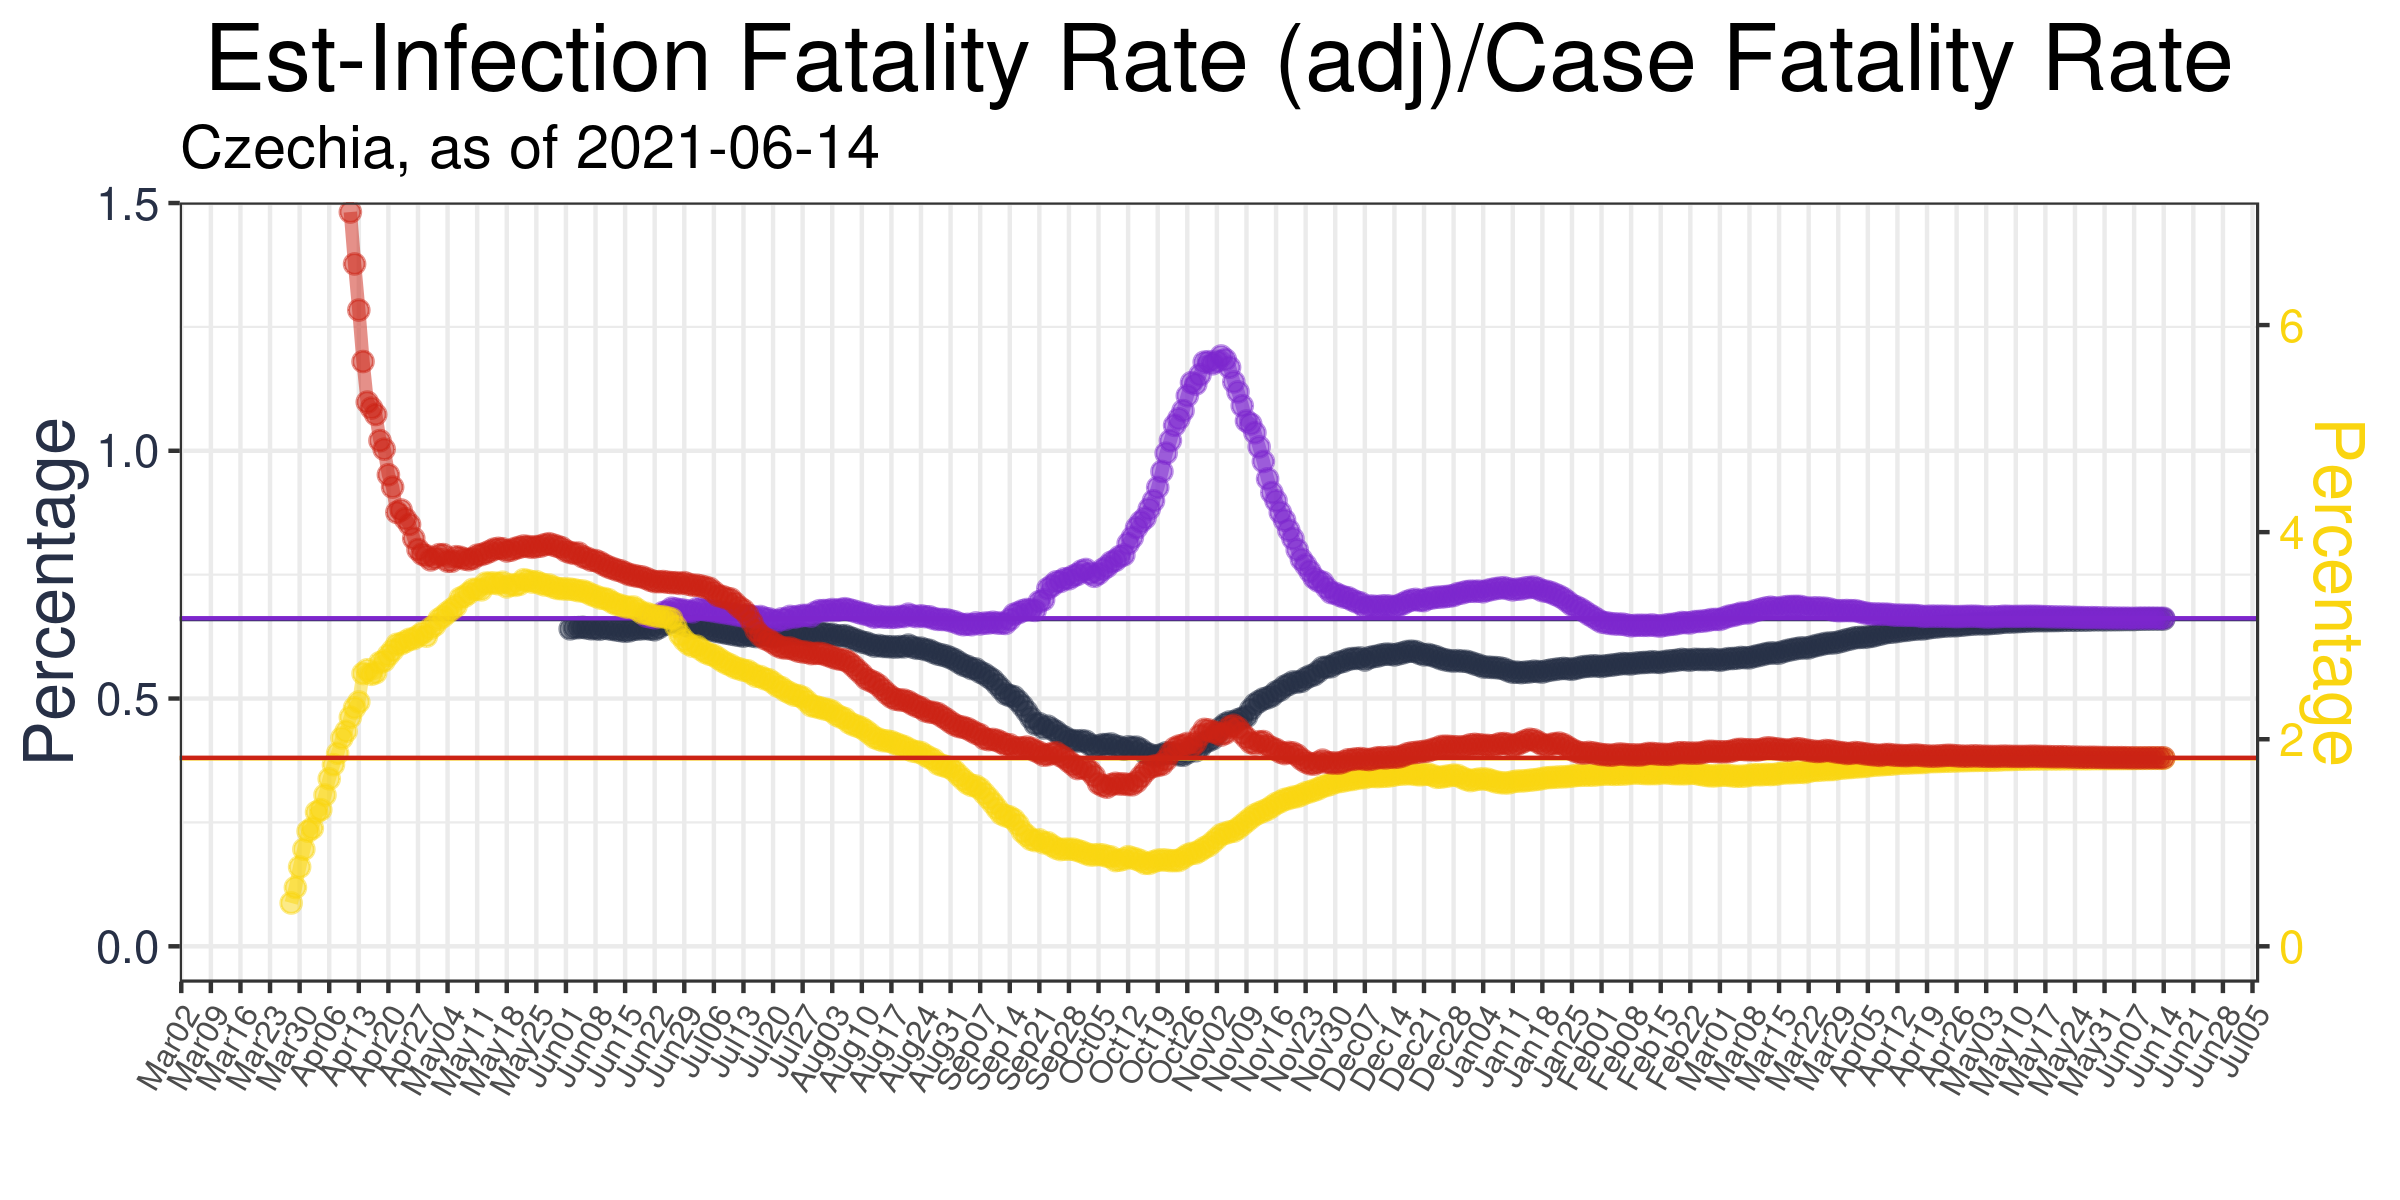 Est-Infection Fatality Rate (adj)/Case Fatality Rate
Czechia, as of 2021-06-14
Percentage
1.5
1.0
0.5
0.0
6
4
2
0
Percentage
Mar02
Mar09
Mar16
Mar23
Mar30
Apr06
Apr13
Apr20
Apr27
May04
May11
May18
May25
Jun01
Jun08
Jun15
Jun22
Jun29
Jul06
Jul13
Jul20
Jul27
Aug03
Aug10
Aug17
Aug24
Aug31
Sep07
Sep14
Sep21
Sep28
Oct05
Oct12
Oct19
Oct26
Nov02
Nov09
Nov16
Nov23
Nov30
Dec07
Dec14
Dec21
Dec28
Jan04
Jan11
Jan18
Jan25
Feb01
Feb08
Feb15
Feb22
Mar01
Mar08
Mar15
Mar22
Mar29
Apr05
Apr12
Apr19
Apr26
May03
May10
May17
May24
May31
Jun07
Jun14
Jun21
Jun28
Jul05